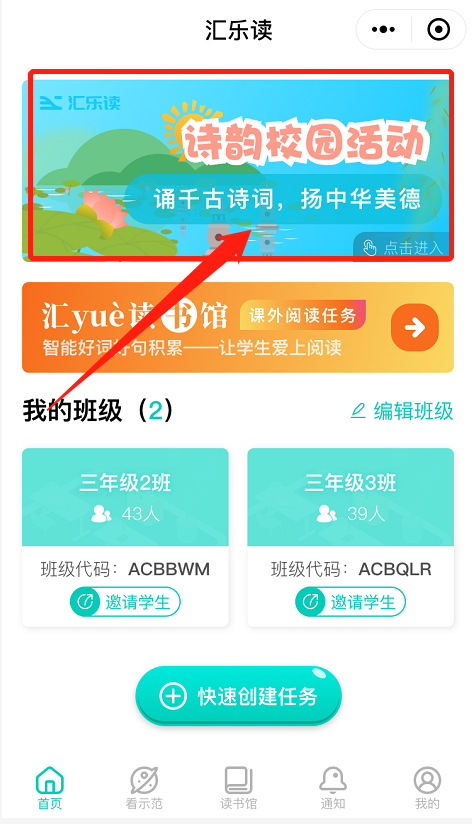 汇乐读
汇乐读
诗韵校园活动
诵千古诗词，扬中华美德
点击进入
汇yuè读书馆 课外阅读任务
智能好词好句积累——让学生爱上阅读
我的班级（2） 编辑班级
三年级2班 三年级3班
43人 39人
班级代码：ACBBWM 班级代码：ACBQLR
邀请学生 邀请学生
快速创建任务
首页 看示范 读书馆 通知 我的